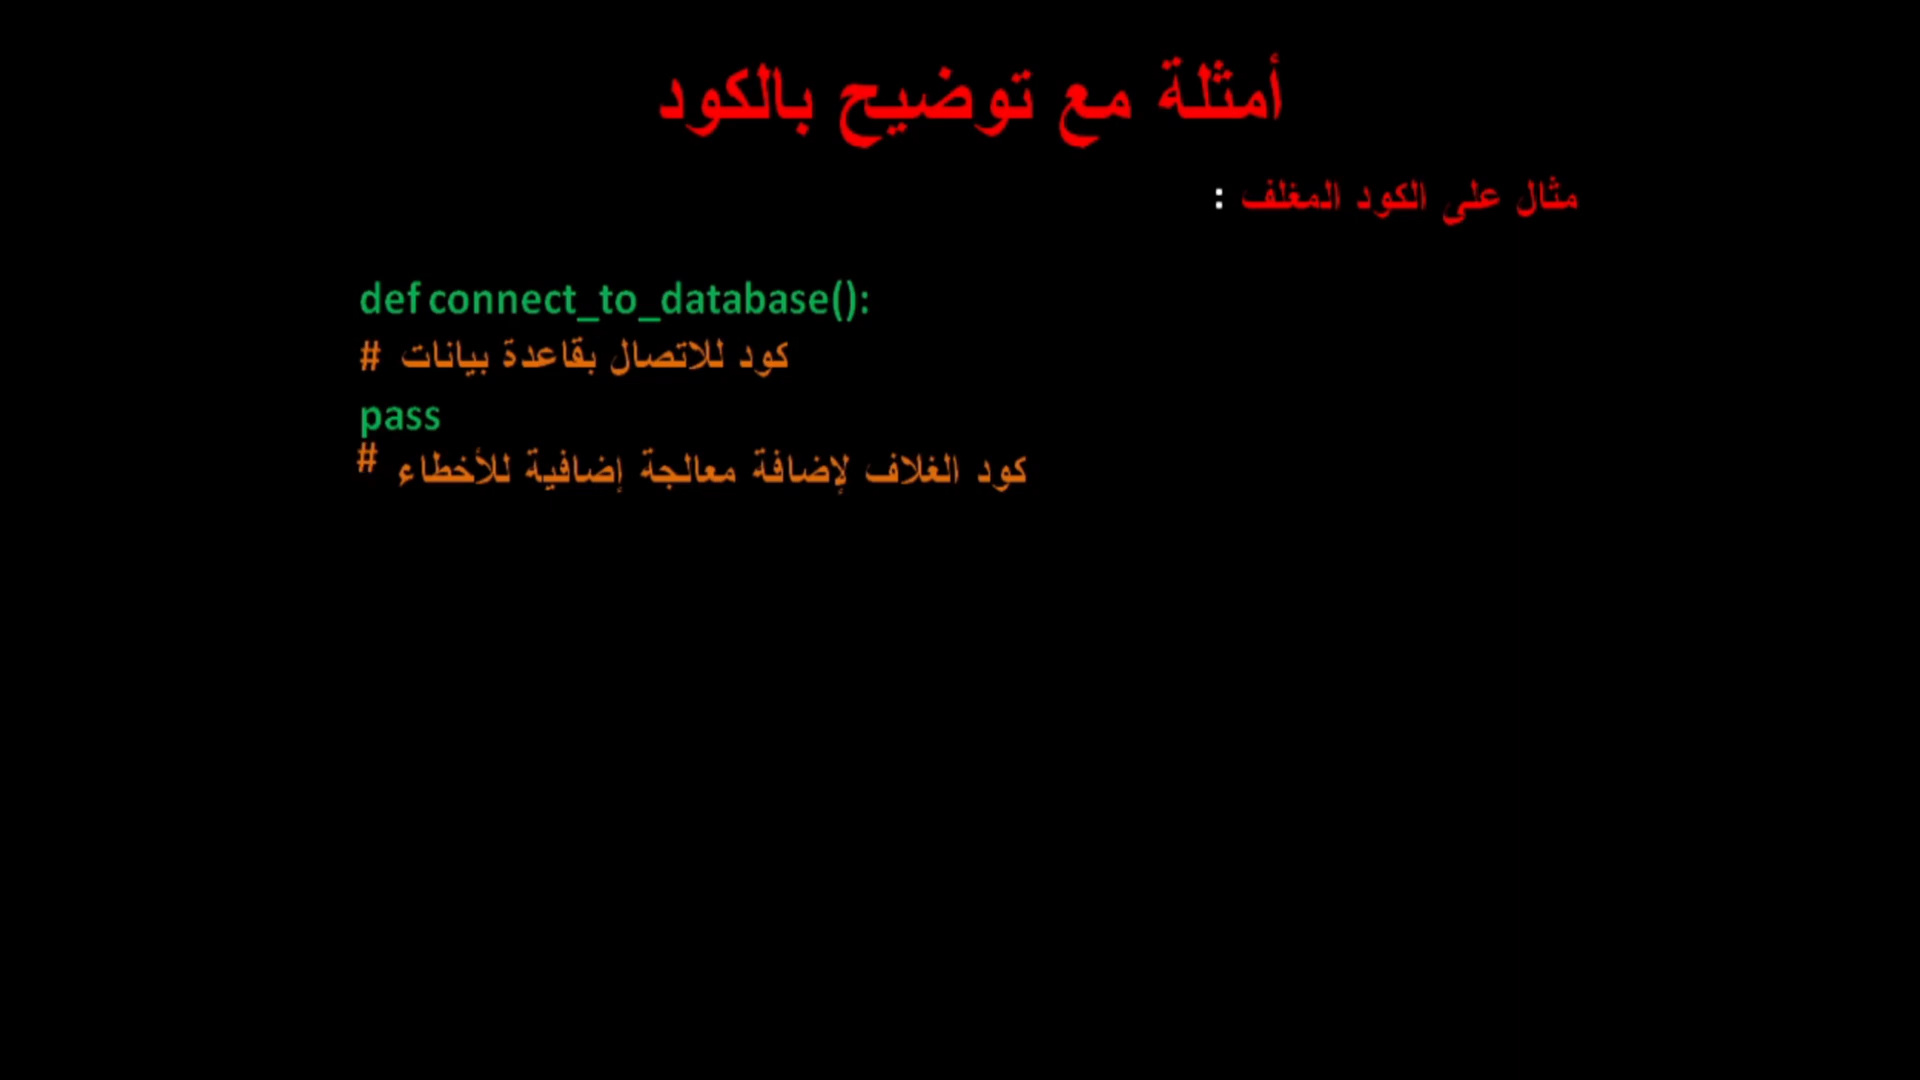 أمثلة مع توضيح بالكود
مثال على الكود المغلف :
def connect_to_database():
# كود للاتصال بقاعدة بيانات
pass
# كود الغلاف لإضافة معالجة إضافية للأخطاء